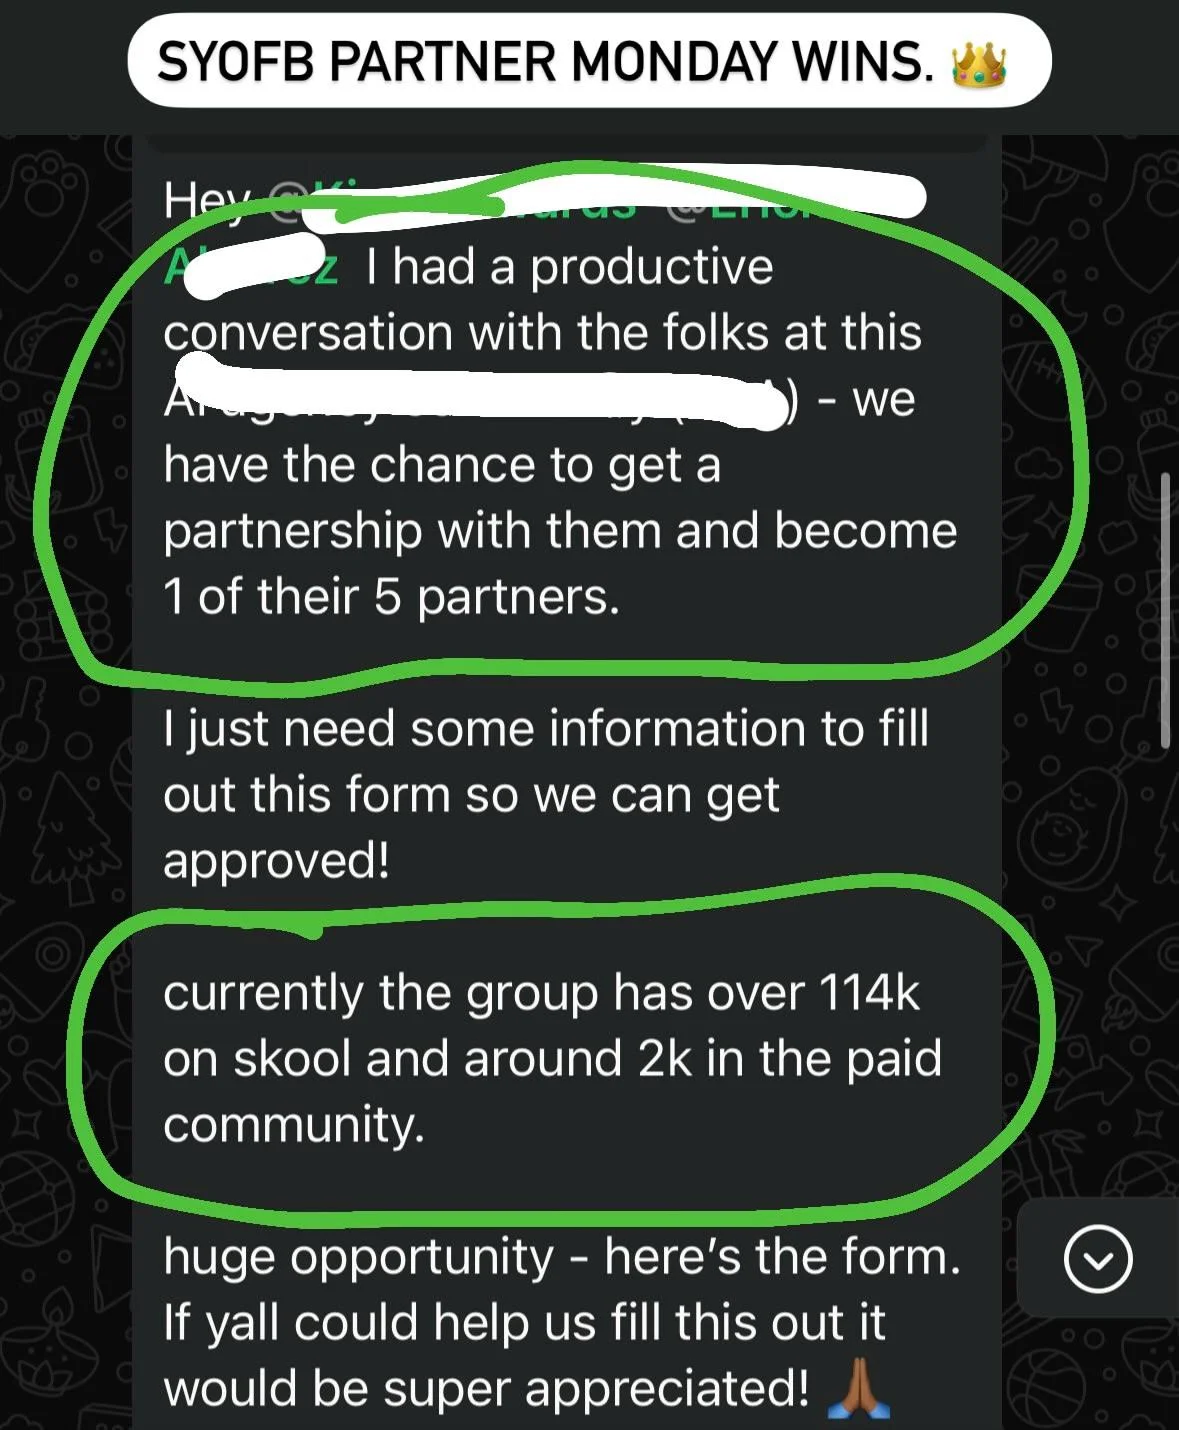 SYOFB PARTNER MONDAY WINS. 👑
Hey
I had a productive
conversation with the folks at this
) - we
have the chance to get a
partnership with them and become
1 of their 5 partners.
I just need some information to fill
out this form so we can get
approved!
currently the group has over 114k
on skool and around 2k in the paid
community.
huge opportunity - here's the form.
If yall could help us fill this out it
would be super appreciated! 🙏🏾